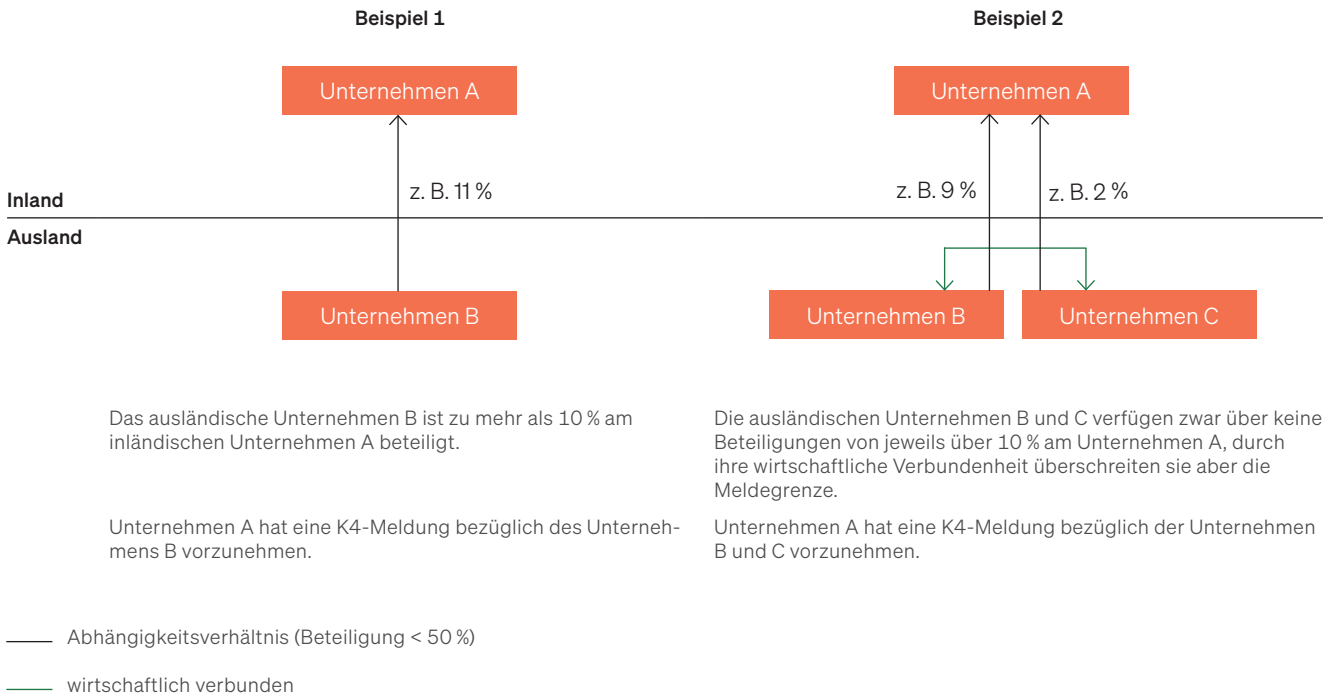 Beispiel 1
Unternehmen A
z. B. 11 %
Unternehmen B
Beispiel 2
Unternehmen A
z. B. 9 %
z. B. 2 %
Unternehmen B
Unternehmen C
Inland
Ausland
Das ausländische Unternehmen B ist zu mehr als 10 % am
inländischen Unternehmen A beteiligt.
Unternehmen A hat eine K4-Meldung bezüglich des Unterneh-
mens B vorzunehmen.
Die ausländischen Unternehmen B und C verfügen zwar über keine
Beteiligungen von jeweils über 10 % am Unternehmen A, durch
ihre wirtschaftliche Verbundenheit überschreiten sie aber die
Meldegrenze.
Unternehmen A hat eine K4-Meldung bezüglich der Unternehmen
B und C vorzunehmen.
Abhängigkeitsverhältnis (Beteiligung < 50 %)
wirtschaftlich verbunden